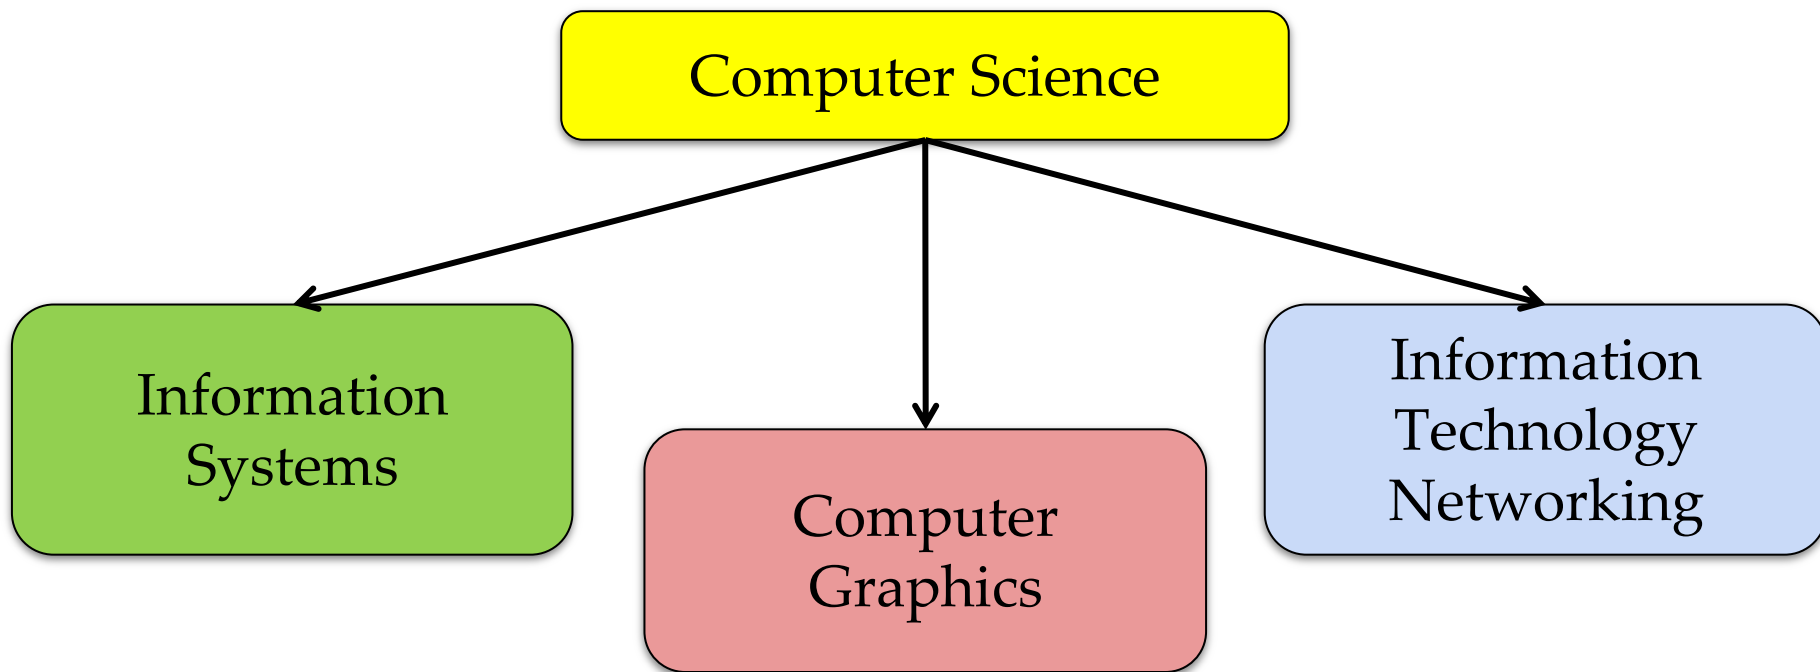 Computer Science
Information
Systems
Computer
Graphics
Information
Technology
Networking